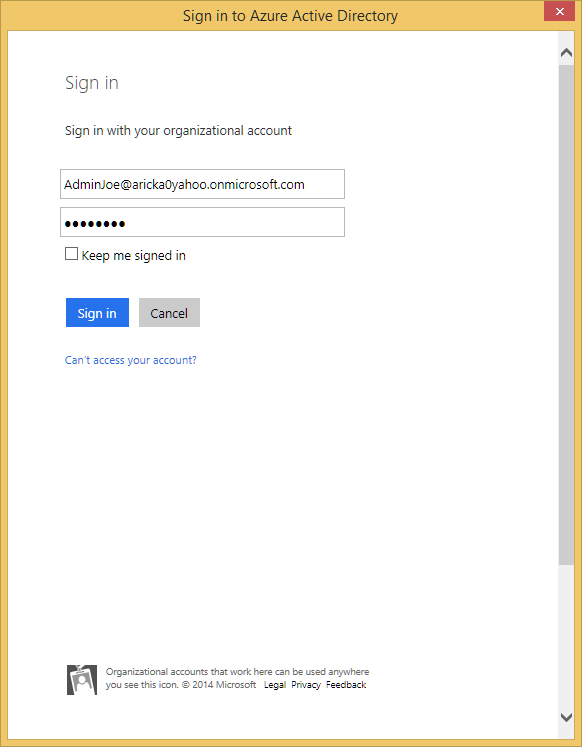 Sign in to Azure Active Directory
Sign in
Sign in with your organizational account
AdminJoe@aricka0yahoo.onmicrosoft.com
●●●●●●●●
Keep me signed in
Sign in Cancel
Can't access your account?
Organizational accounts that work here can be used anywhere
you see this icon. © 2014 Microsoft Legal Privacy Feedback